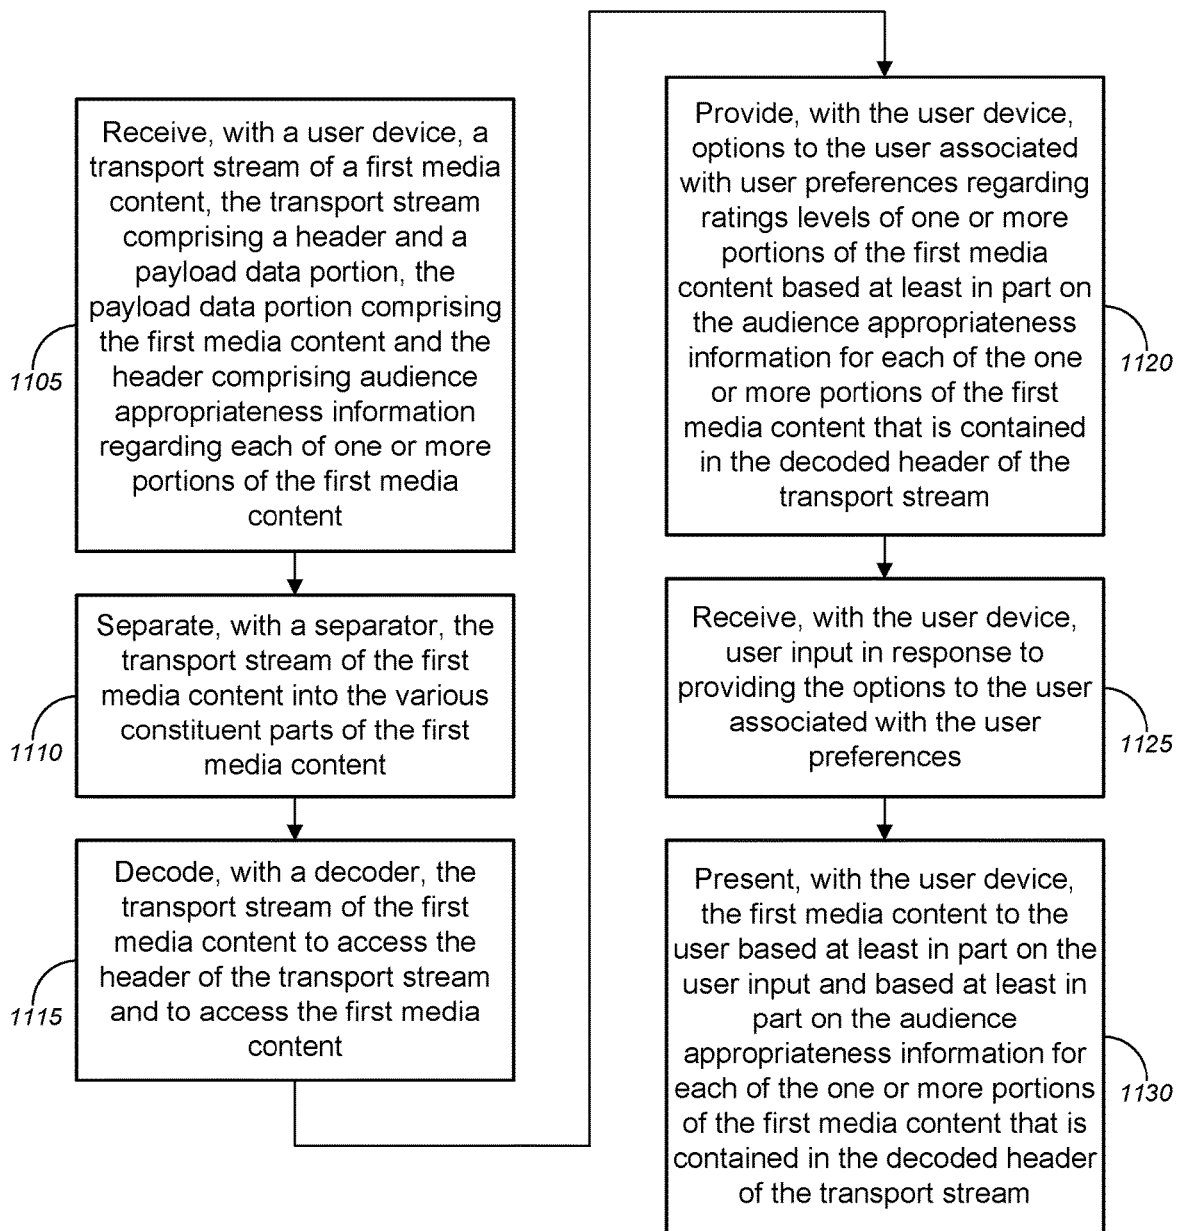 Receive, with a user device, a
transport stream of a first media
content, the transport stream
comprising a header and a
payload data portion, the
payload data portion comprising
the first media content and the
header comprising audience
appropriateness information
regarding each of one or more
portions of the first media
content
1105
Separate, with a separator, the
transport stream of the first
media content into the various
constituent parts of the first
media content
1110
Decode, with a decoder, the
transport stream of the first
media content to access the
header of the transport stream
and to access the first media
content
1115
Provide, with the user device,
options to the user associated
with user preferences regarding
ratings levels of one or more
portions of the first media
content based at least in part on
the audience appropriateness
information for each of the one
or more portions of the first
media content that is contained
in the decoded header of the
transport stream
1120
Receive, with the user device,
user input in response to
providing the options to the user
associated with the user
preferences
1125
Present, with the user device,
the first media content to the
user based at least in part on the
user input and based at least in
part on the audience
appropriateness information for
each of the one or more portions
of the first media content that is
contained in the decoded header
of the transport stream
1130